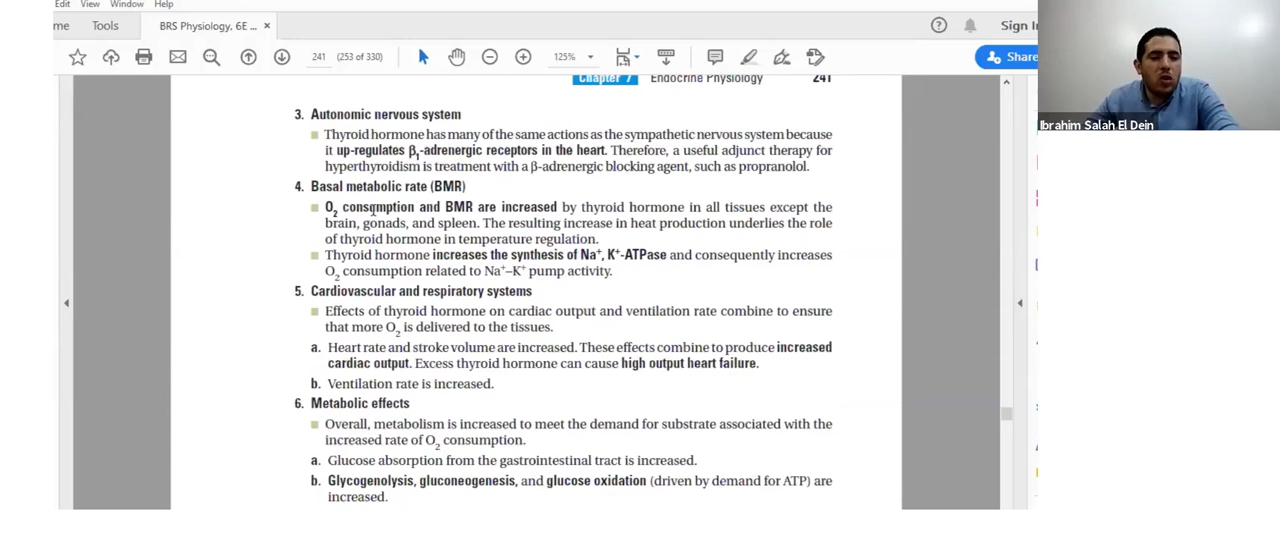 Edit View Window Help
me Tools BRS Physiology, 6E ... × Sign In
241 (253 of 330) 125% Share
Chapter 7 Endocrine Physiology 241
Ibrahim Salah El Dein
3. Autonomic nervous system
Thyroid hormone has many of the same actions as the sympathetic nervous system because
it up-regulates β1-adrenergic receptors in the heart. Therefore, a useful adjunct therapy for
hyperthyroidism is treatment with a β-adrenergic blocking agent, such as propranolol.
4. Basal metabolic rate (BMR)
O2 consumption and BMR are increased by thyroid hormone in all tissues except the
brain, gonads, and spleen. The resulting increase in heat production underlies the role
of thyroid hormone in temperature regulation.
Thyroid hormone increases the synthesis of Na+, K+-ATPase and consequently increases
O2 consumption related to Na+–K+ pump activity.
5. Cardiovascular and respiratory systems
Effects of thyroid hormone on cardiac output and ventilation rate combine to ensure
that more O2 is delivered to the tissues.
a. Heart rate and stroke volume are increased. These effects combine to produce increased
cardiac output. Excess thyroid hormone can cause high output heart failure.
b. Ventilation rate is increased.
6. Metabolic effects
Overall, metabolism is increased to meet the demand for substrate associated with the
increased rate of O2 consumption.
a. Glucose absorption from the gastrointestinal tract is increased.
b. Glycogenolysis, gluconeogenesis, and glucose oxidation (driven by demand for ATP) are
increased.